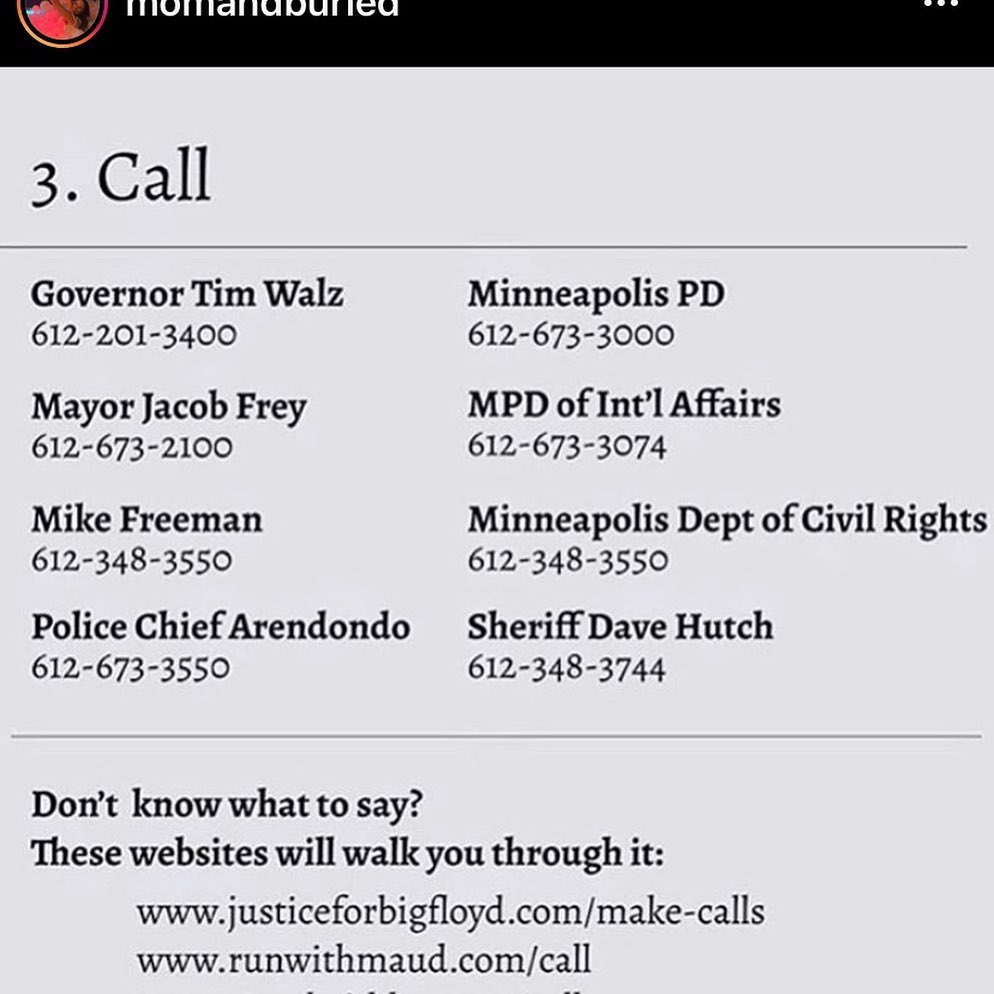 momandburied
3. Call
Governor Tim Walz
612-201-3400
Mayor Jacob Frey
612-673-2100
Mike Freeman
612-348-3550
Police Chief Arendondo
612-673-3550
Minneapolis PD
612-673-3000
MPD of Int'l Affairs
612-673-3074
Minneapolis Dept of Civil Rights
612-348-3550
Sheriff Dave Hutch
612-348-3744
Don't know what to say?
These websites will walk you through it:
www.justiceforbigfloyd.com/make-calls
www.runwithmaud.com/call